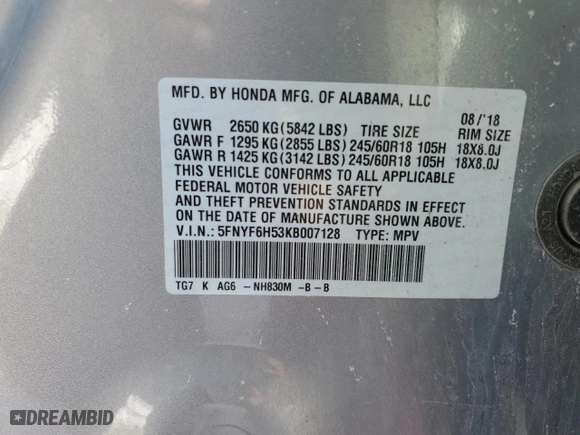 MFD. BY HONDA MFG. OF ALABAMA, LLC
08/'18
GVWR 2650 KG (5842 LBS) TIRE SIZE RIM SIZE
GAWR F 1295 KG (2855 LBS) 245/60R18 105H 18X8.0J
GAWR R 1425 KG (3142 LBS) 245/60R18 105H 18X8.0J
THIS VEHICLE CONFORMS TO ALL APPLICABLE
FEDERAL MOTOR VEHICLE SAFETY
AND THEFT PREVENTION STANDARDS IN EFFECT
ON THE DATE OF MANUFACTURE SHOWN ABOVE.
V.I.N.: 5FNYF6H53KB007128 TYPE: MPV
TG7 K AG6 -NH830M -B-B
DREAMBID